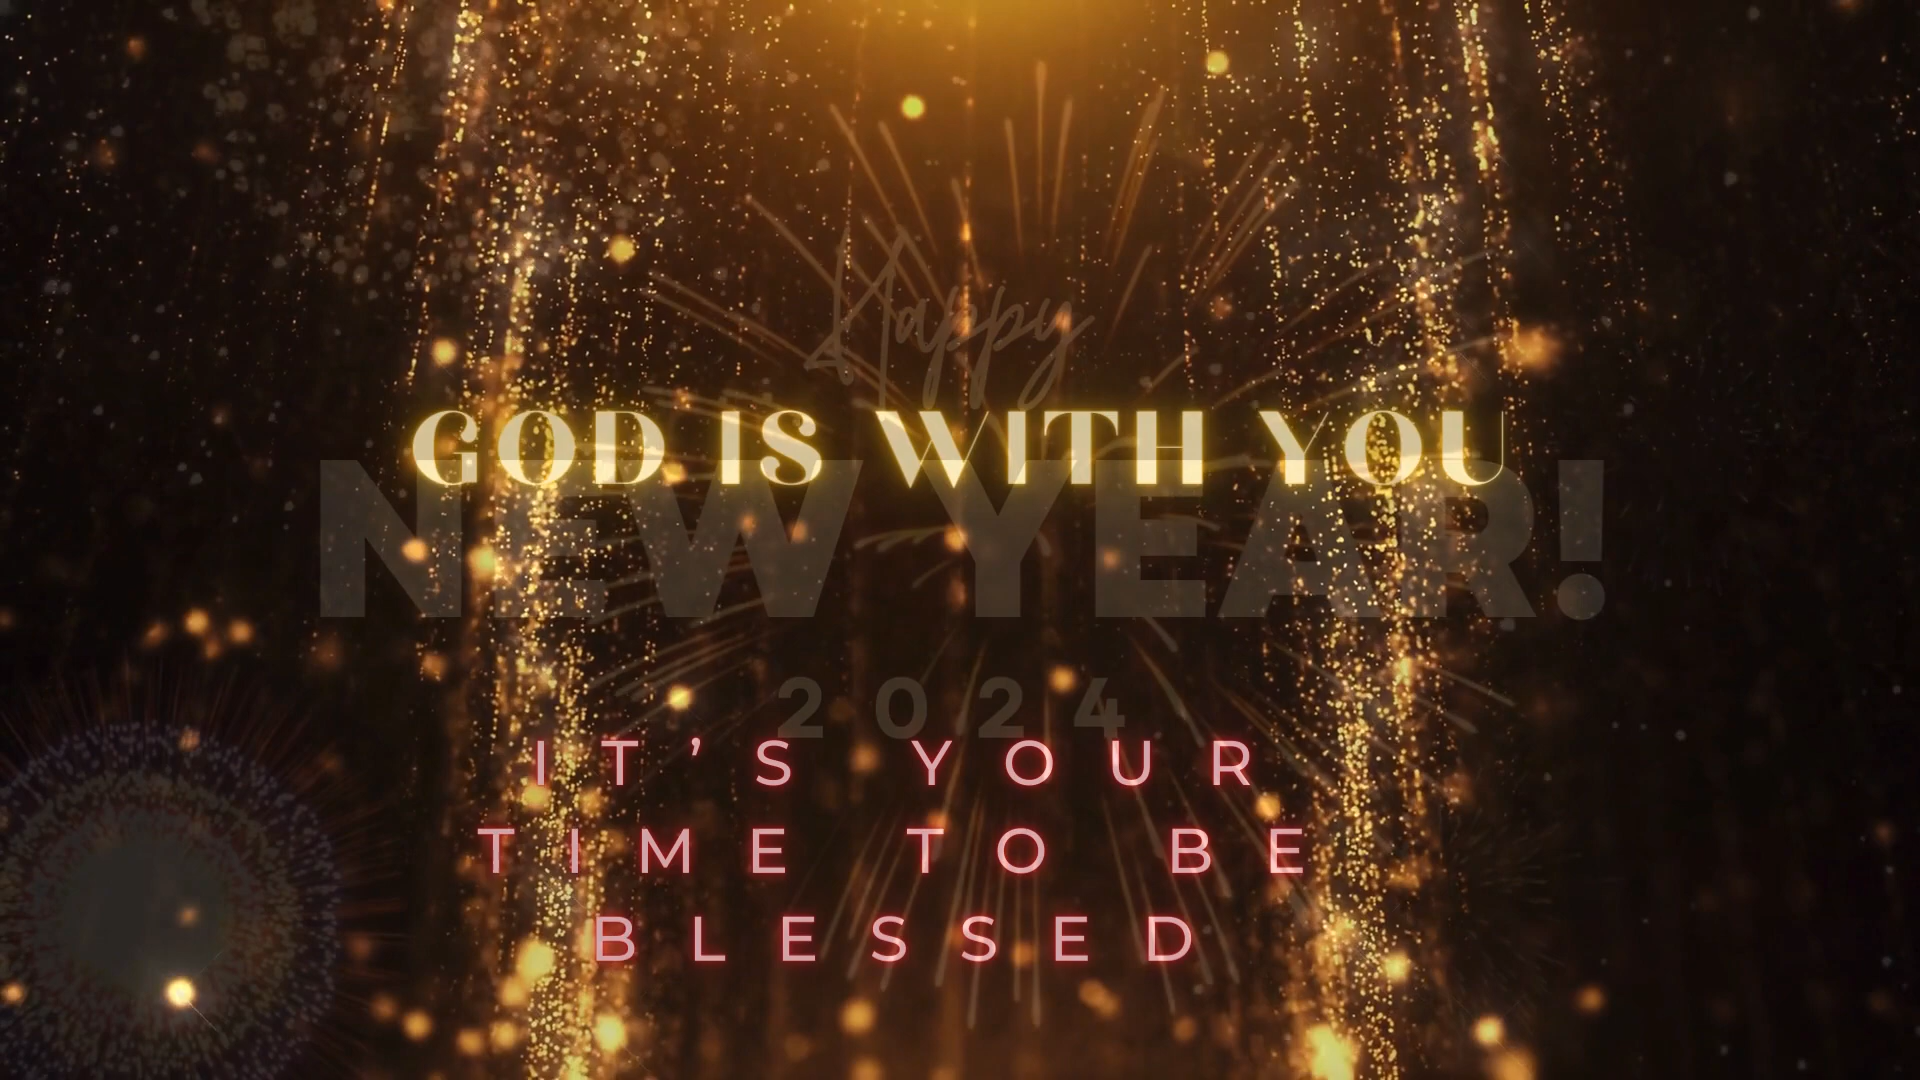 Happy
GOD IS WITH YOU
NEW YEAR!
2024
IT'S YOUR
TIME TO BE
BLESSED